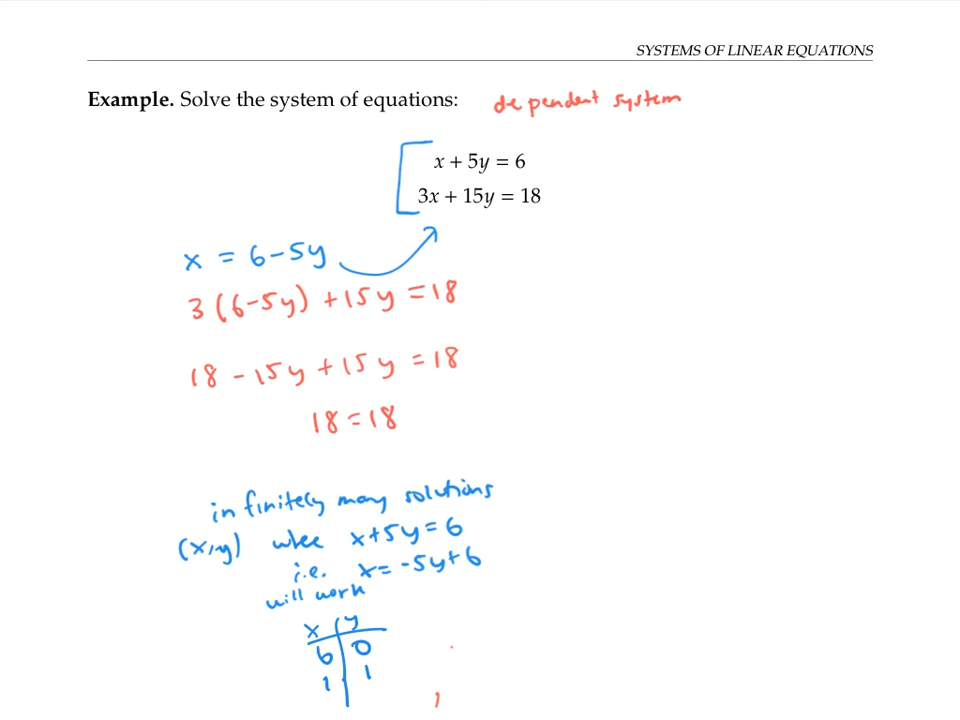 SYSTEMS OF LINEAR EQUATIONS
Example. Solve the system of equations: dependent system
x + 5y = 6
3x + 15y = 18
x = 6-5y
3(6-5y) +15y =18
18 -15y +15y =18
18=18
infinitely many solutions
(x,y) whee x+5y=6
i.e. x= -5y+6
will work
x y
6 0
1 1